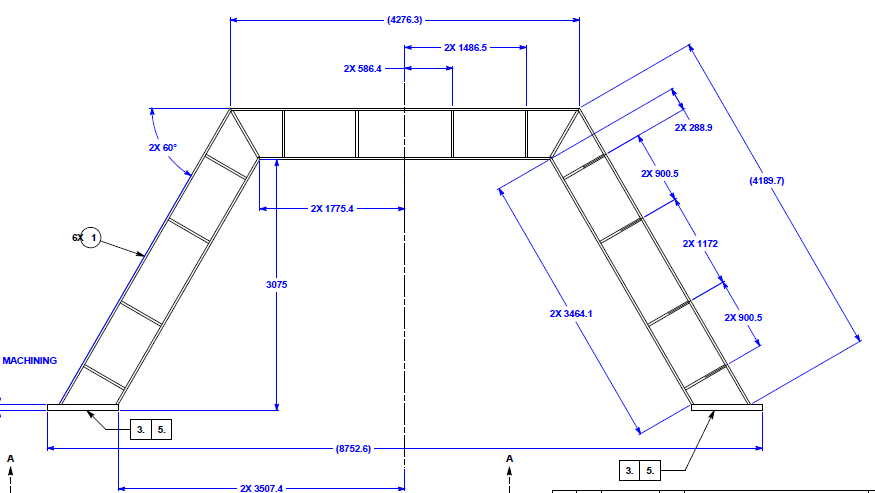 (4276.3)
2X 1486.5
2X 586.4
2X 288.9
2X 60°
2X 900.5
(4189.7)
2X 1775.4
6X 1
2X 1172
3075
2X 3464.1
2X 900.5
MACHINING
3. 5.
(8752.6)
A
A
3. 5.
2X 3507.4